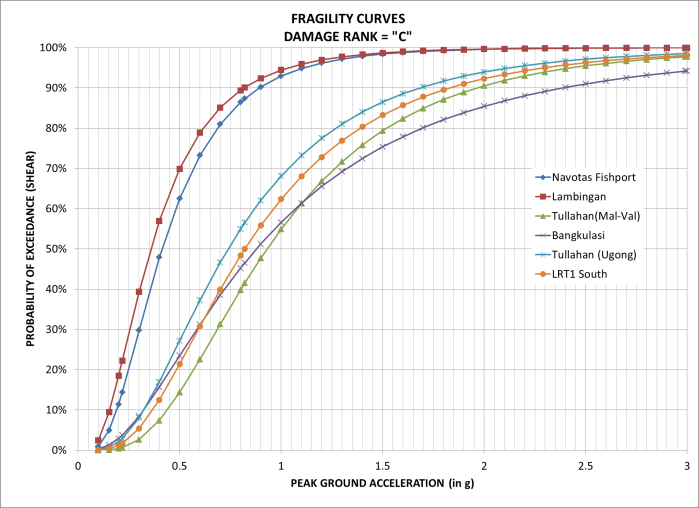 FRAGILITY CURVES
DAMAGE RANK = "C"
PROBABILITY OF EXCEEDANCE (SHEAR)
100%
90%
80%
70%
60%
50%
40%
30%
20%
10%
0%
Navotas Fishport
Lambingan
Tullahan(Mal-Val)
Bangkulasi
Tullahan (Ugong)
LRT1 South
0
0.5
1
1.5
2
2.5
3
PEAK GROUND ACCELERATION (in g)